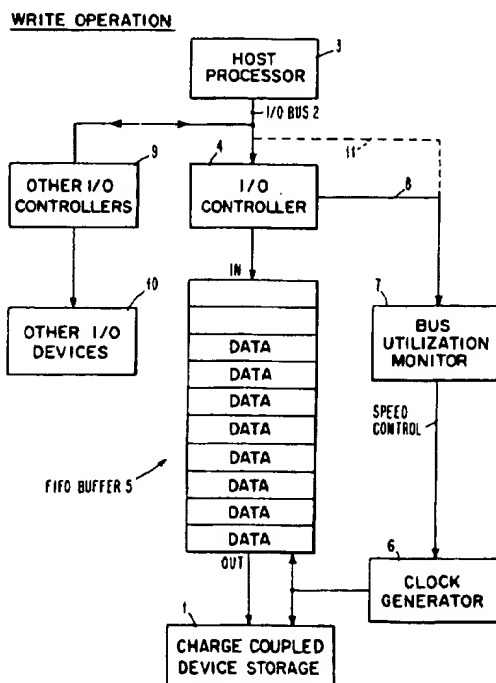 WRITE OPERATION
3
HOST
PROCESSOR
I/O BUS 2
9
4
11
OTHER I/O
CONTROLLERS
I/O
CONTROLLER
8
IN
10
7
OTHER I/O
DEVICES
BUS
UTILIZATION
MONITOR
DATA
DATA
DATA
DATA
DATA
DATA
DATA
DATA
SPEED
CONTROL
FIFO BUFFER 5
OUT
6
CLOCK
GENERATOR
1
CHARGE COUPLED
DEVICE STORAGE